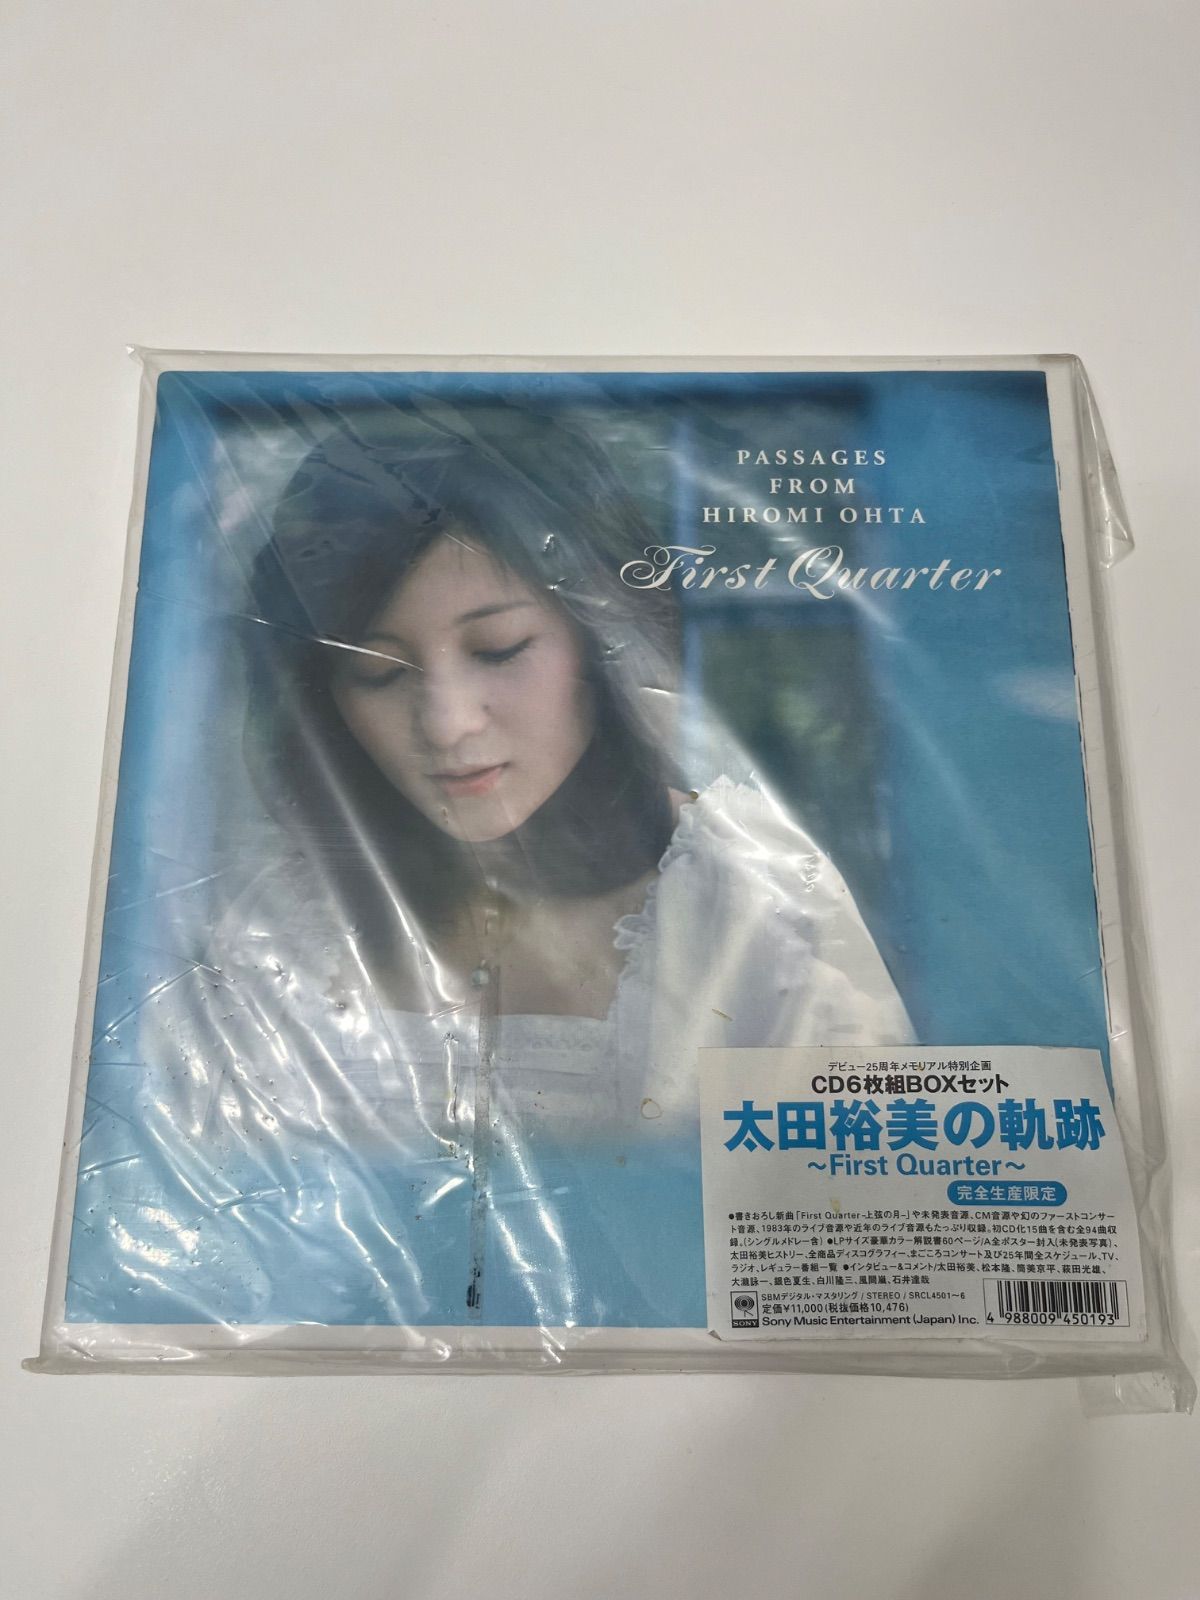 PASSAGES
FROM
HIROMI OHTA
First Quarter
デビュー25周年メモリアル特別企画
CD6枚組BOXセット
太田裕美の軌跡
～First Quarter～
完全生産限定
●書きおろし新曲「First Quarter-上弦の月-」や未発表音源、CM音源や幻のファーストコンサー
ト音源、1983年のライブ音源や近年のライブ音源もたっぷり収録。初CD化15曲を含む全94曲収
録。(シングルメドレー含) ●LPサイズ豪華カラー解説書60ページ/A全ポスター封入(未発表写真)、
太田裕美ヒストリー、全商品ディスコグラフィー、まごころコンサート及び25年間全スケジュール、TV、
ラジオ、レギュラー番組一覧 ●インタビュー&コメント/太田裕美、松本隆、筒美京平、萩田光雄、
大瀧詠一、銀色夏生、白川隆三、風間嵐、石井達哉
SBMデジタル・マスタリング / STEREO / SRCL4501~6
定価¥11,000(税抜価格10,476)
SONY Sony Music Entertainment (Japan) Inc.
4 988009 450193